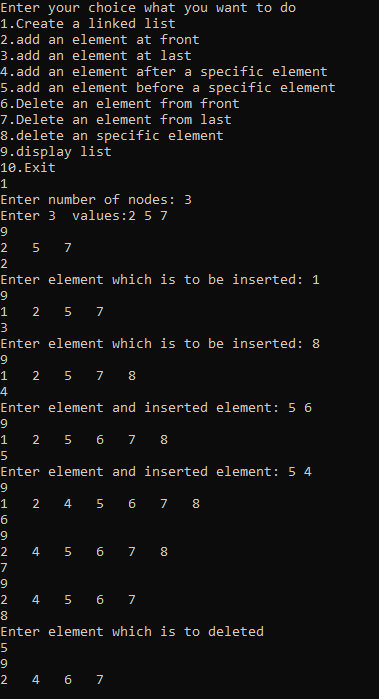 Enter your choice what you want to do
1.Create a linked list
2.add an element at front
3.add an element at last
4.add an element after a specific element
5.add an element before a specific element
6.Delete an element from front
7.Delete an element from last
8.delete an specific element
9.display list
10.Exit
1
Enter number of nodes: 3
Enter 3  values:2 5 7
9
2   5   7
2
Enter element which is to be inserted: 1
9
1   2   5   7
3
Enter element which is to be inserted: 8
9
1   2   5   7   8
4
Enter element and inserted element: 5 6
9
1   2   5   6   7   8
5
Enter element and inserted element: 5 4
9
1   2   4   5   6   7   8
6
9
2   4   5   6   7   8
7
9
2   4   5   6   7
8
Enter element which is to deleted
5
9
2   4   6   7